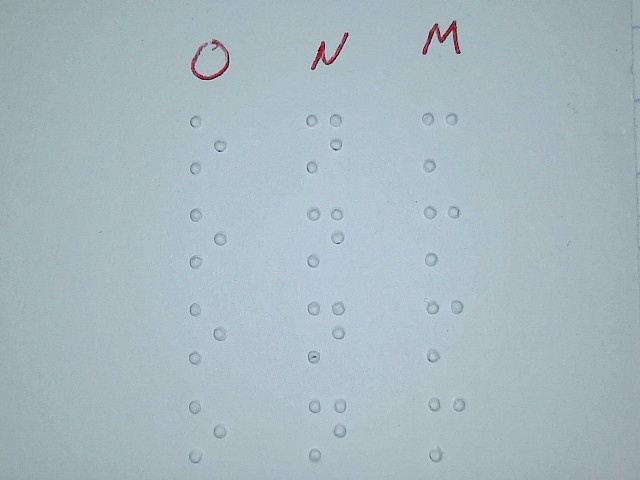 O N M
⠕ ⠝ ⠍
⠕ ⠝ ⠍
⠕ ⠝ ⠍
⠕ ⠝ ⠍